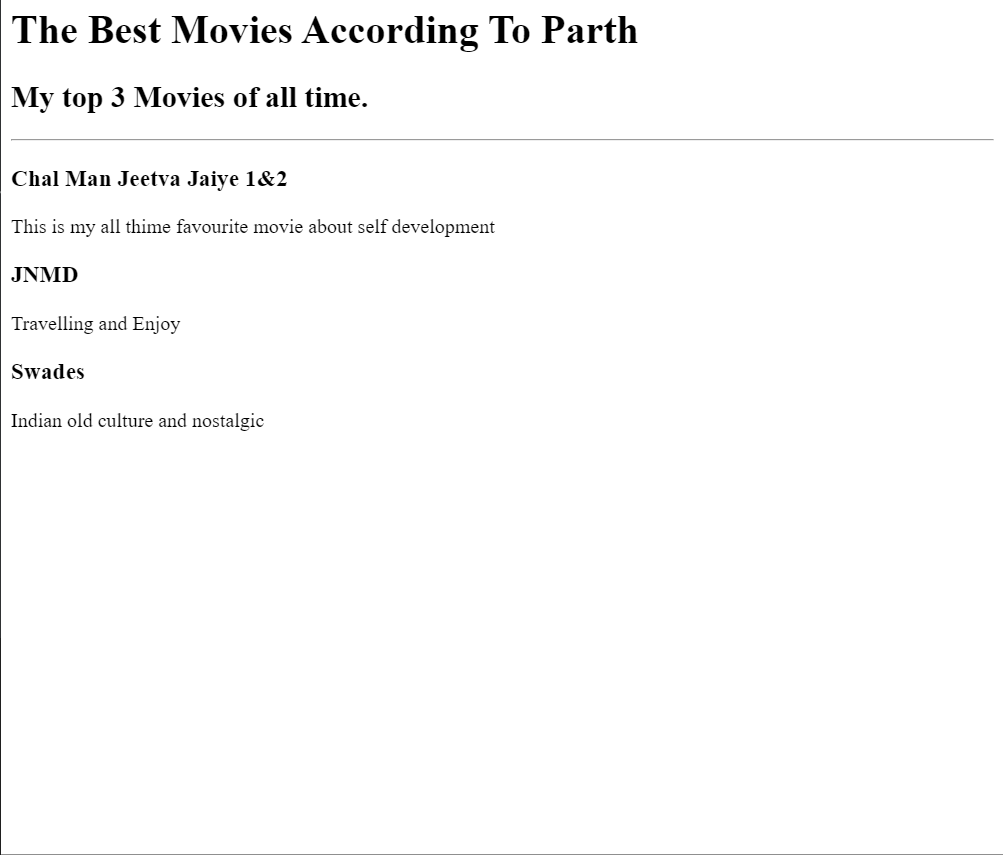 The Best Movies According To Parth
My top 3 Movies of all time.
Chal Man Jeetva Jaiye 1&2
This is my all thime favourite movie about self development
JNMD
Travelling and Enjoy
Swades
Indian old culture and nostalgic